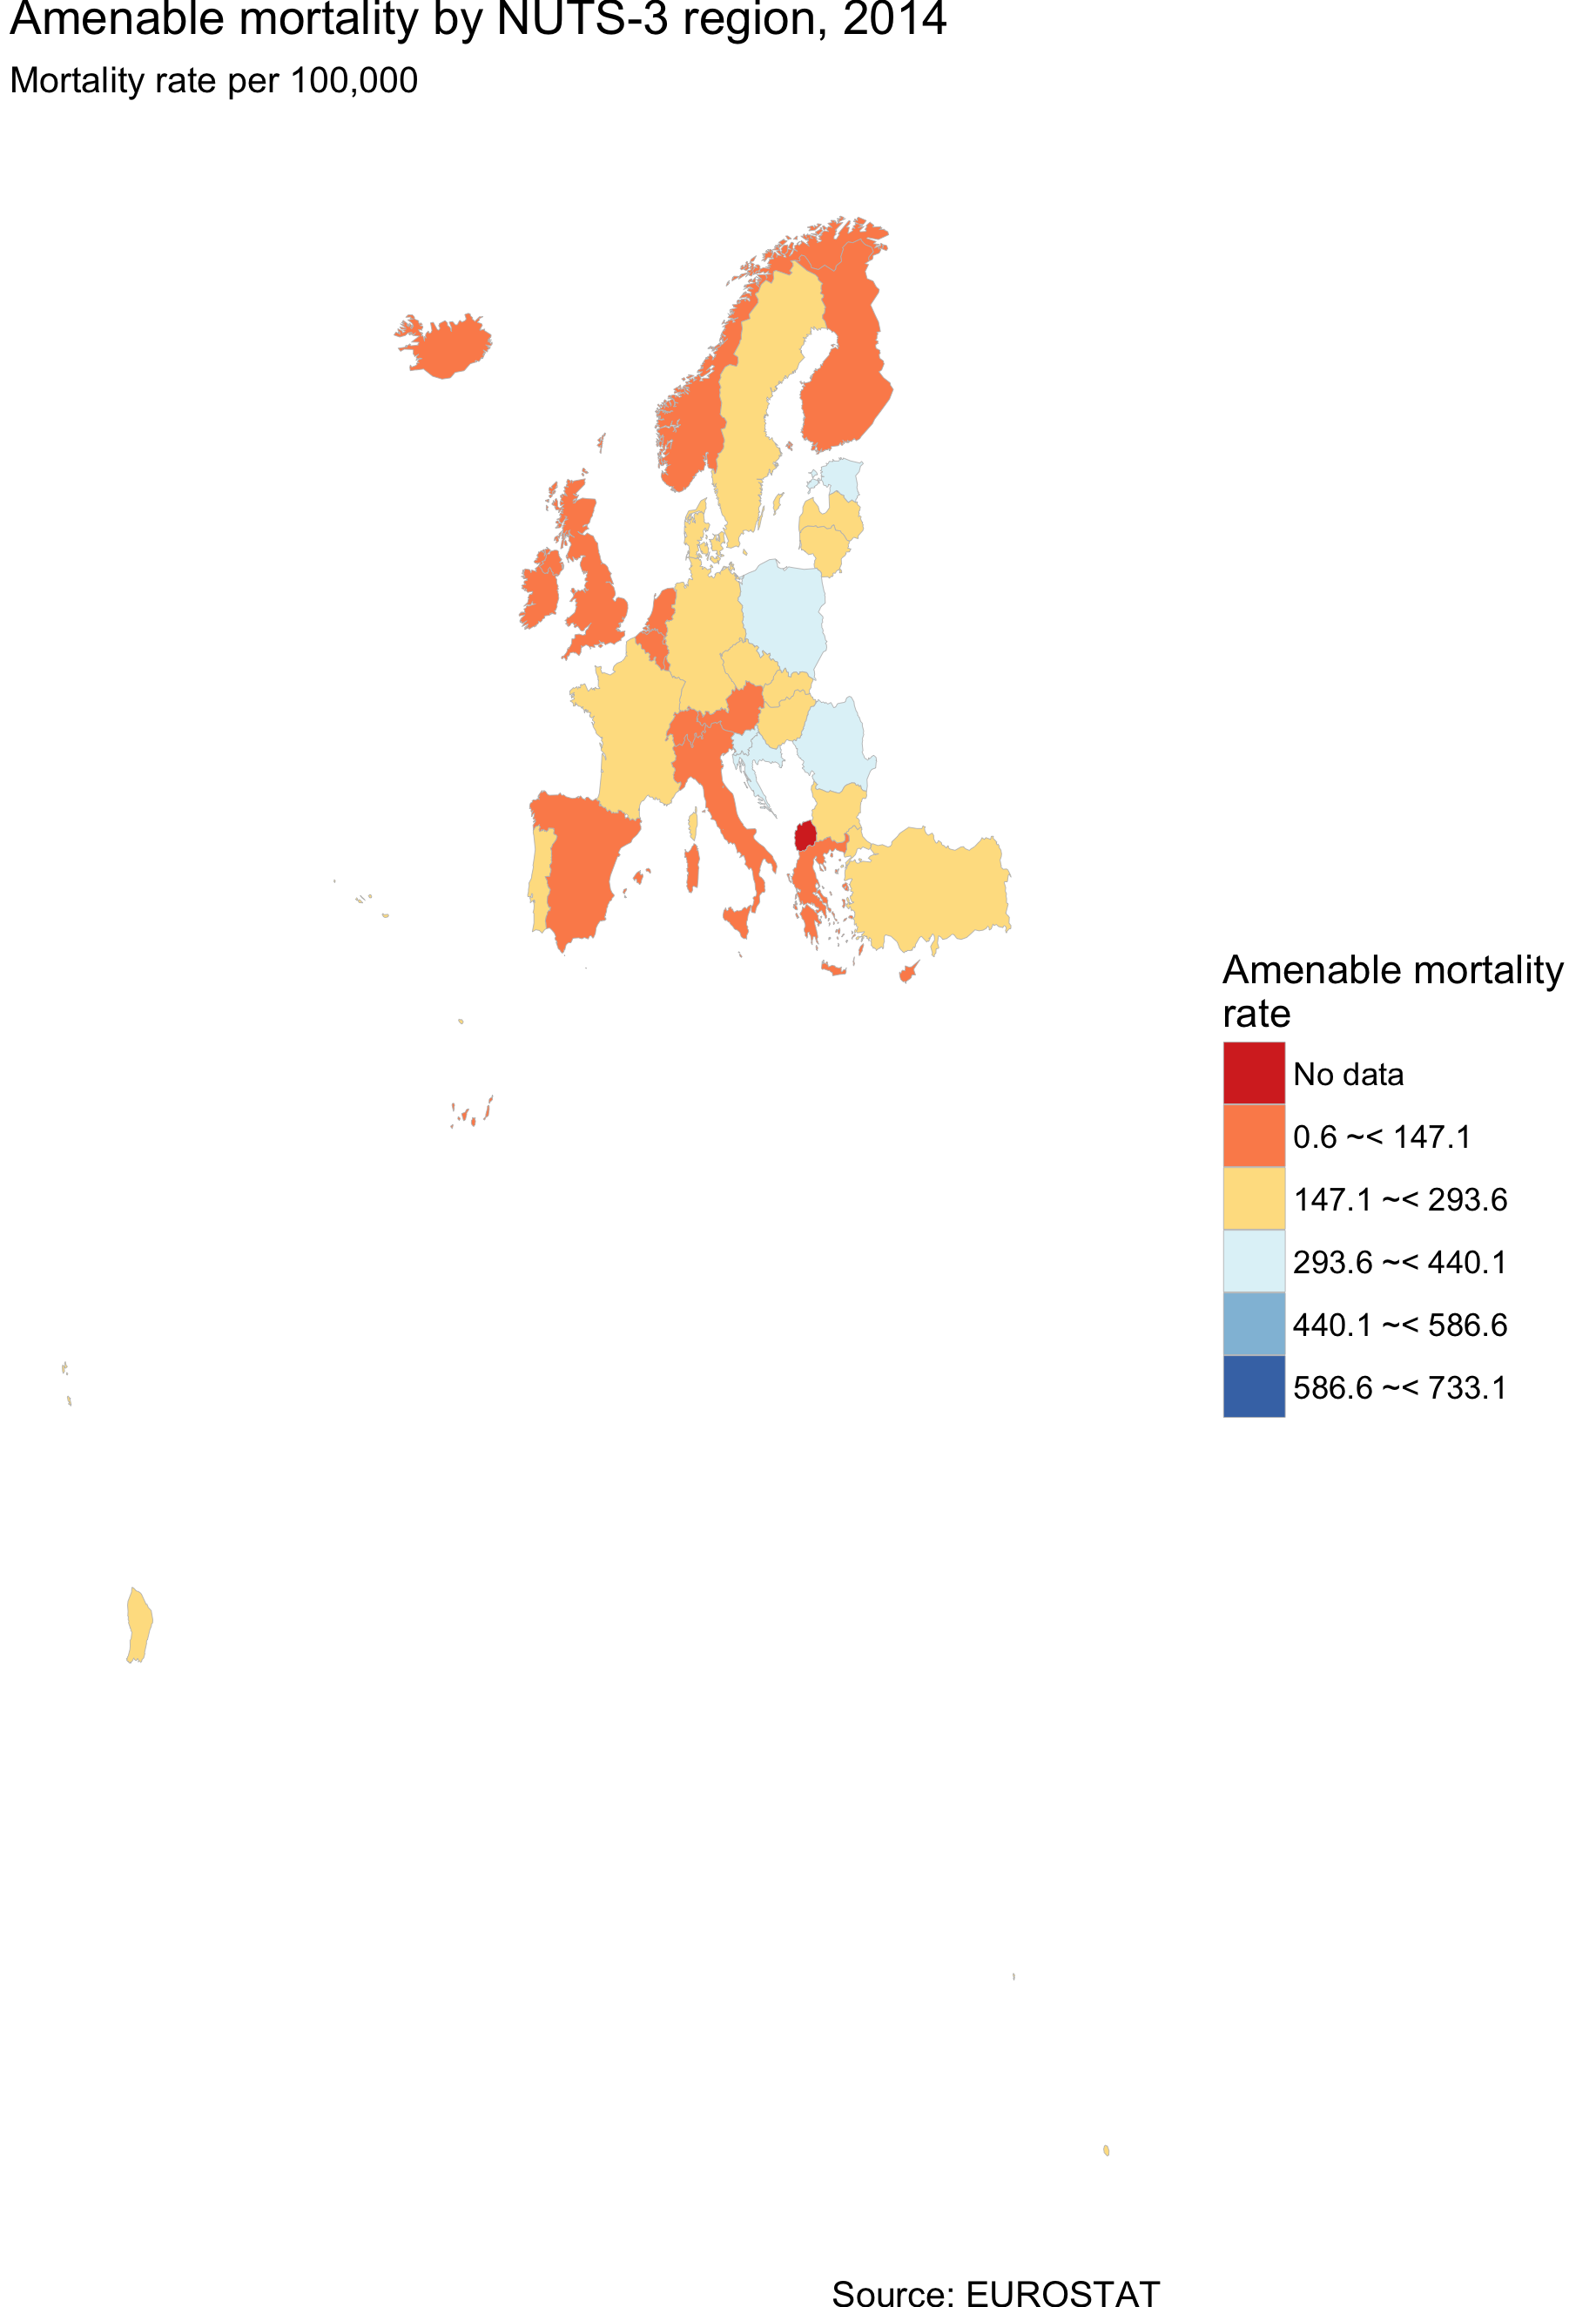 Amenable mortality by NUTS-3 region, 2014
Mortality rate per 100,000
Amenable mortality
rate
No data
0.6 ~< 147.1
147.1 ~< 293.6
293.6 ~< 440.1
440.1 ~< 586.6
586.6 ~< 733.1
Source: EUROSTAT